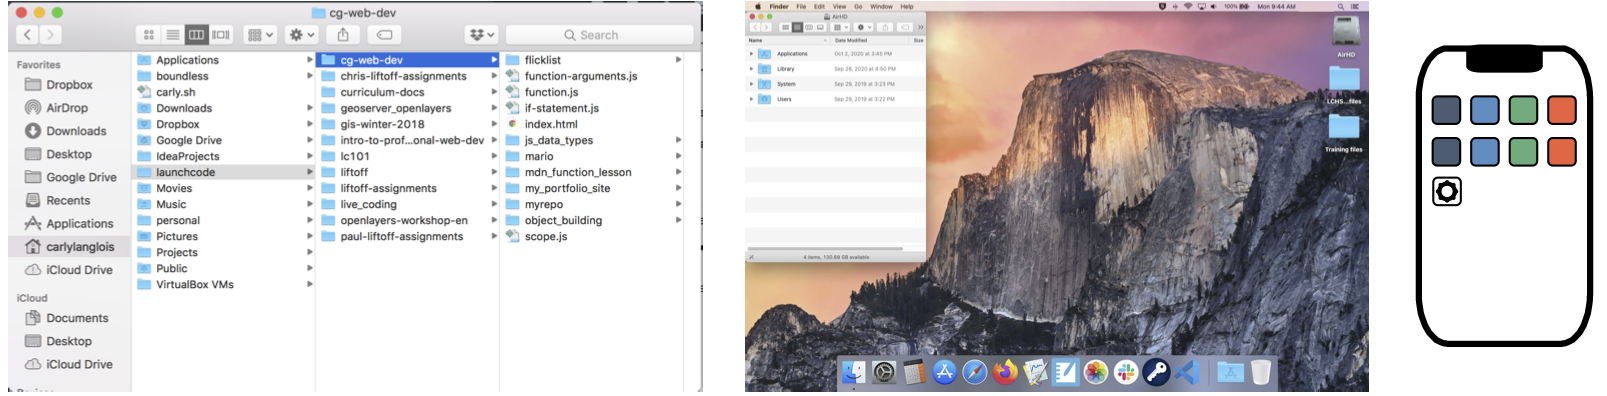 cg-web-dev
Search
Favorites
Dropbox
AirDrop
Downloads
Desktop
Google Drive
Recents
Applications
carlylanglois
iCloud Drive
iCloud
Documents
Desktop
iCloud Drive
Applications
boundless
carly.sh
Downloads
Dropbox
Google Drive
IdeaProjects
launchcode
Movies
Music
personal
Pictures
Projects
Public
VirtualBox VMs
cg-web-dev
chris-liftoff-assignments
curriculum-docs
geoserver_openlayers
gis-winter-2018
intro-to-prof...onal-web-dev
lc101
liftoff
liftoff-assignments
live_coding
openlayers-workshop-en
paul-liftoff-assignments
flicklist
function-arguments.js
function.js
if-statement.js
index.html
js_data_types
mario
mdn_function_lesson
my_portfolio_site
myrepo
object_building
scope.js
Finder File Edit View Go Window Help
100% Mon 9:44 AM
AirHD
Name Date Modified Size
Applications Oct 2, 2020 at 3:45 PM
Library Sep 28, 2020 at 4:50 PM
System Sep 29, 2019 at 3:23 PM
Users Sep 29, 2019 at 3:22 PM
4 items, 130.69 GB available
AirHD
LCHS...files
Training files